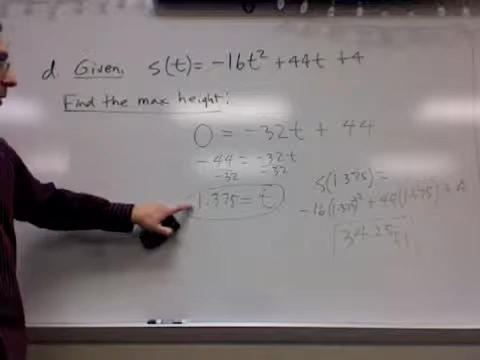 d. Given, s(t) = -16t² + 44t + 4
Find the max height!
0 = -32t + 44
-44 = -32t
-32 -32
1.375 = t
s(1.375) =
-16(1.375)² + 44(1.375) + 4
34.25